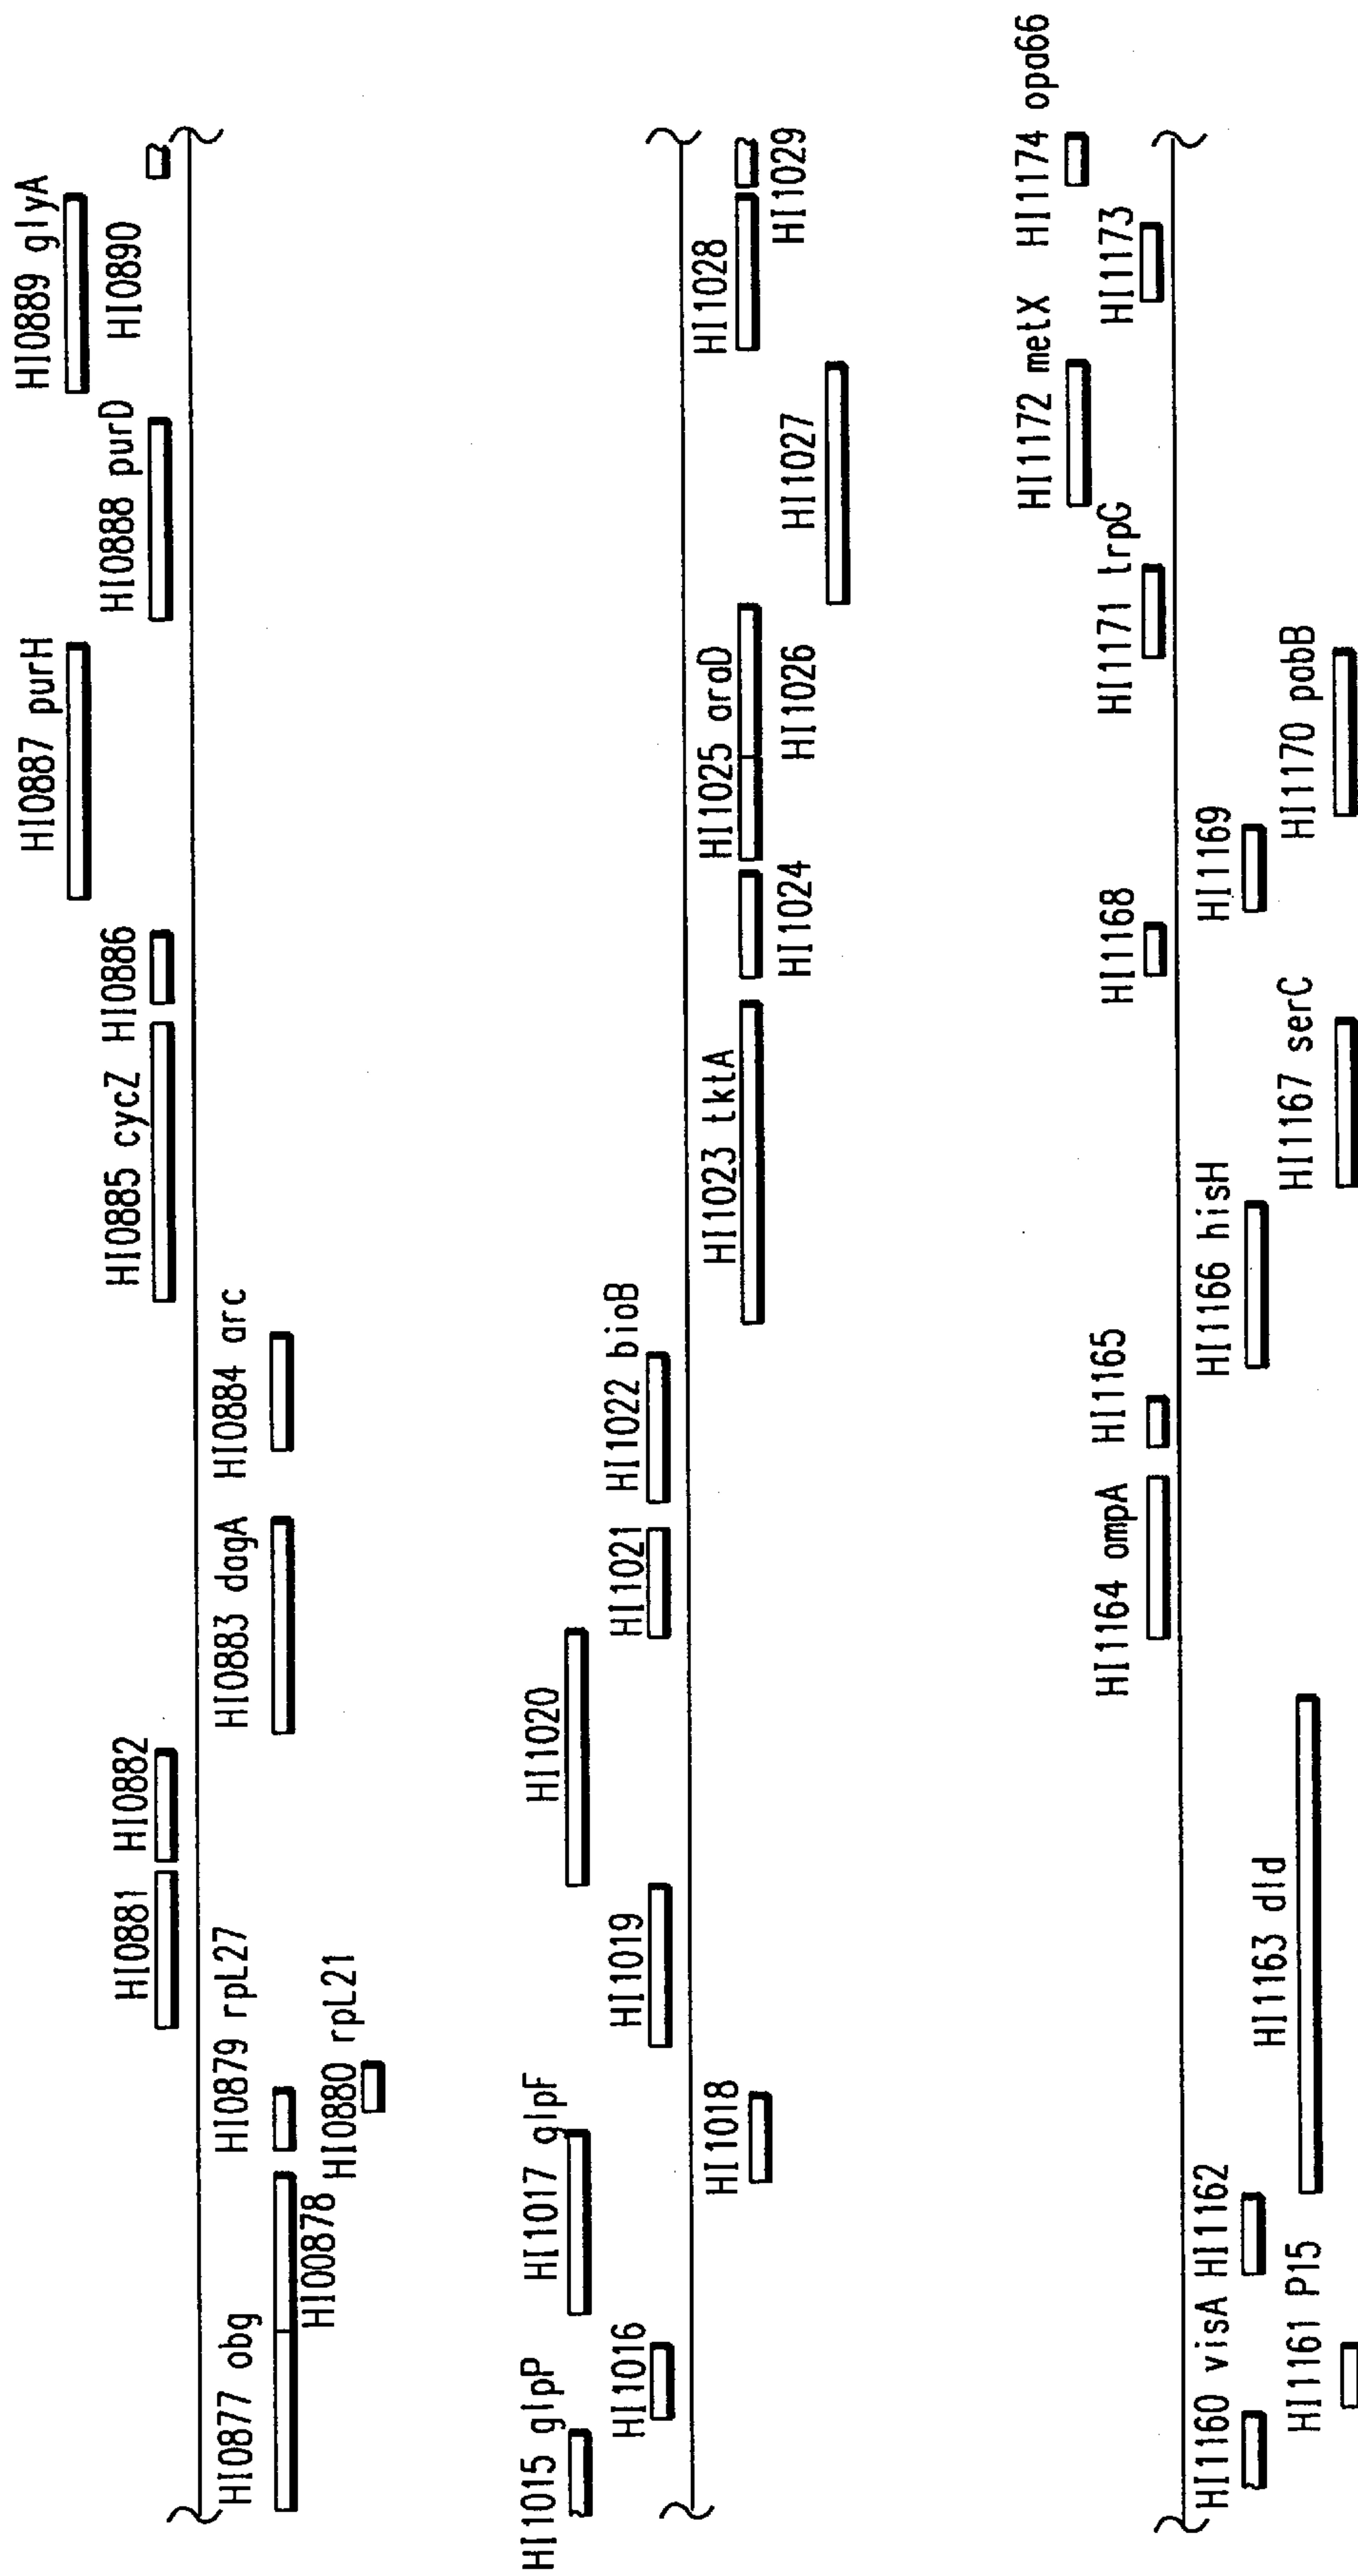 HI0877 obg
HI00878
HI0879 rpL27
HI0880 rpL21
HI0881
HI0882
HI0883 dagA
HI0884 arc
HI0885 cycZ
HI0886
HI0887 purH
HI0888 purD
HI0889 glyA
HI0890
HI1015 glpP
HI1016
HI1017 glpF
HI1018
HI1019
HI1020
HI1021
HI1022 bioB
HI1023 tktA
HI1024
HI1025 araD
HI1026
HI1027
HI1028
HI1029
HI1160 visA
HI1161 P15
HI1162
HI1163 dld
HI1164 ompA
HI1165
HI1166 hisH
HI1167 serC
HI1168
HI1169
HI1170 pabB
HI1171 trpG
HI1172 metX
HI1173
HI1174 opa66